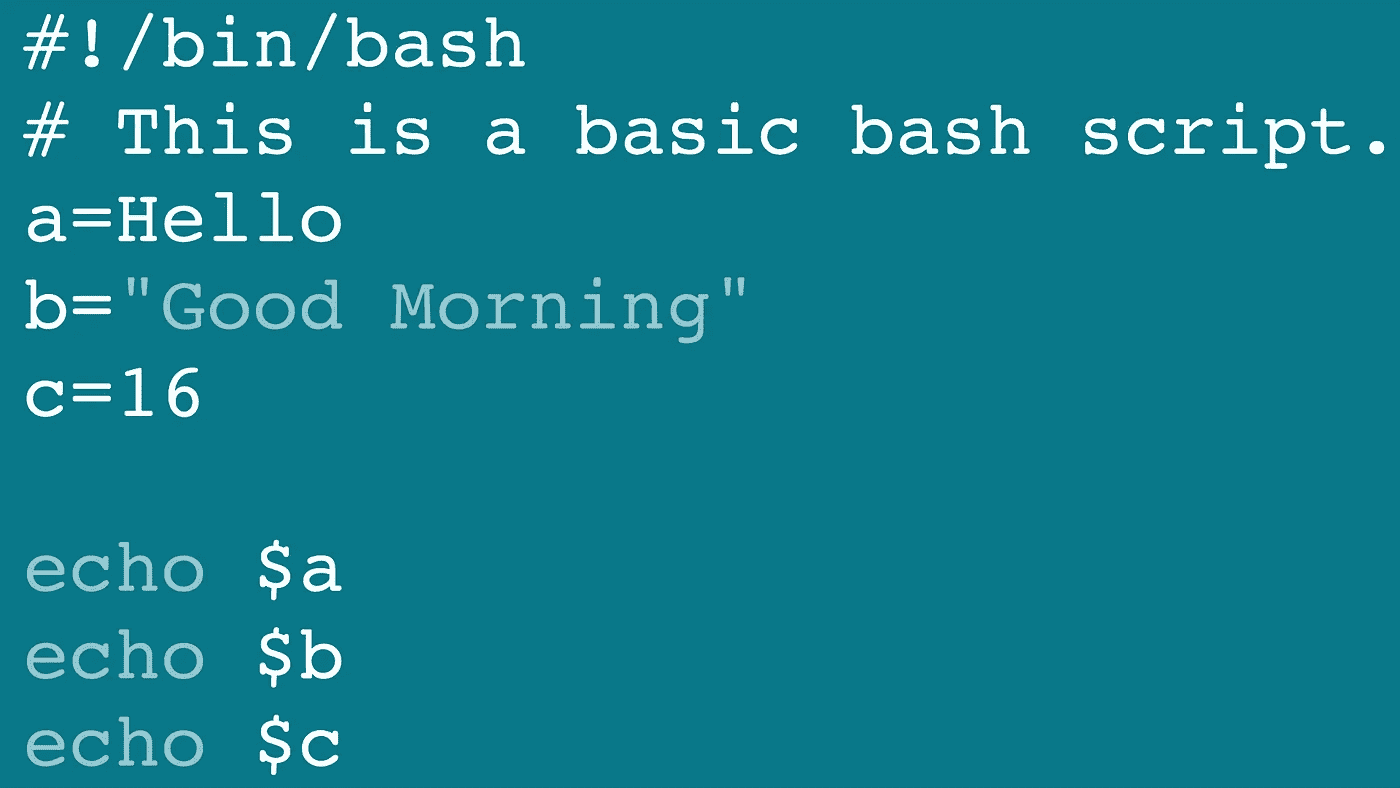 #!/bin/bash
# This is a basic bash script.
a=Hello
b="Good Morning"
c=16
echo $a
echo $b
echo $c